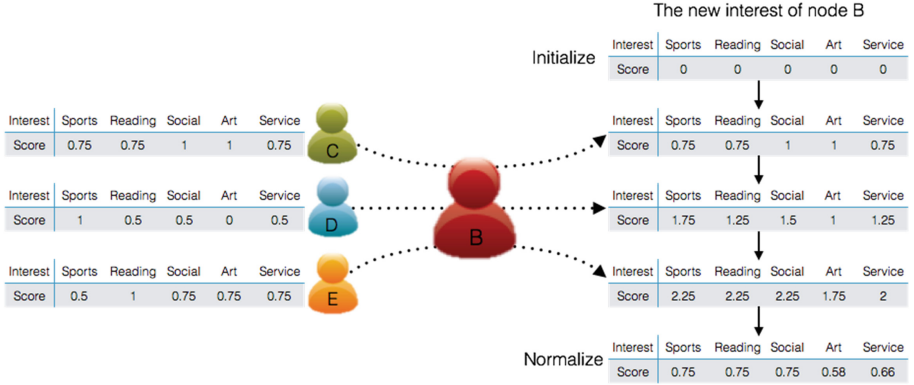 The new interest of node B
Initialize
Interest Sports Reading Social Art Service
Score 0 0 0 0 0
Interest Sports Reading Social Art Service
Score 0.75 0.75 1 1 0.75
C
Interest Sports Reading Social Art Service
Score 0.75 0.75 1 1 0.75
Interest Sports Reading Social Art Service
Score 1 0.5 0.5 0 0.5
D
B
Interest Sports Reading Social Art Service
Score 1.75 1.25 1.5 1 1.25
Interest Sports Reading Social Art Service
Score 0.5 1 0.75 0.75 0.75
E
Interest Sports Reading Social Art Service
Score 2.25 2.25 2.25 1.75 2
Normalize
Interest Sports Reading Social Art Service
Score 0.75 0.75 0.75 0.58 0.66